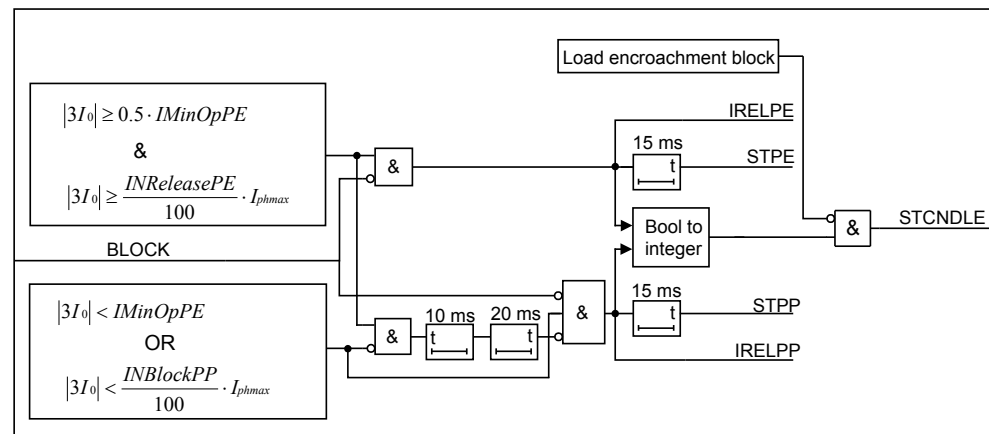 Load encroachment block
|3I₀| ≥ 0.5 · IMinOpPE
&
|3I₀| ≥ INReleasePE/100 · Iphmax
&
IRELPE
15 ms
t
STPE
Bool to
integer
&
STCNDLE
BLOCK
|3I₀| < IMinOpPE
OR
|3I₀| < INBlockPP/100 · Iphmax
&
10 ms
t
20 ms
t
&
15 ms
t
STPP
IRELPP